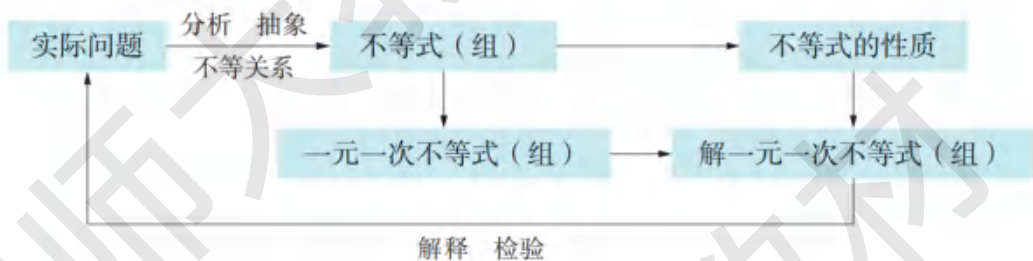 实际问题
分析 抽象
不等关系
不等式（组）
不等式的性质
一元一次不等式（组）
解一元一次不等式（组）
解释 检验